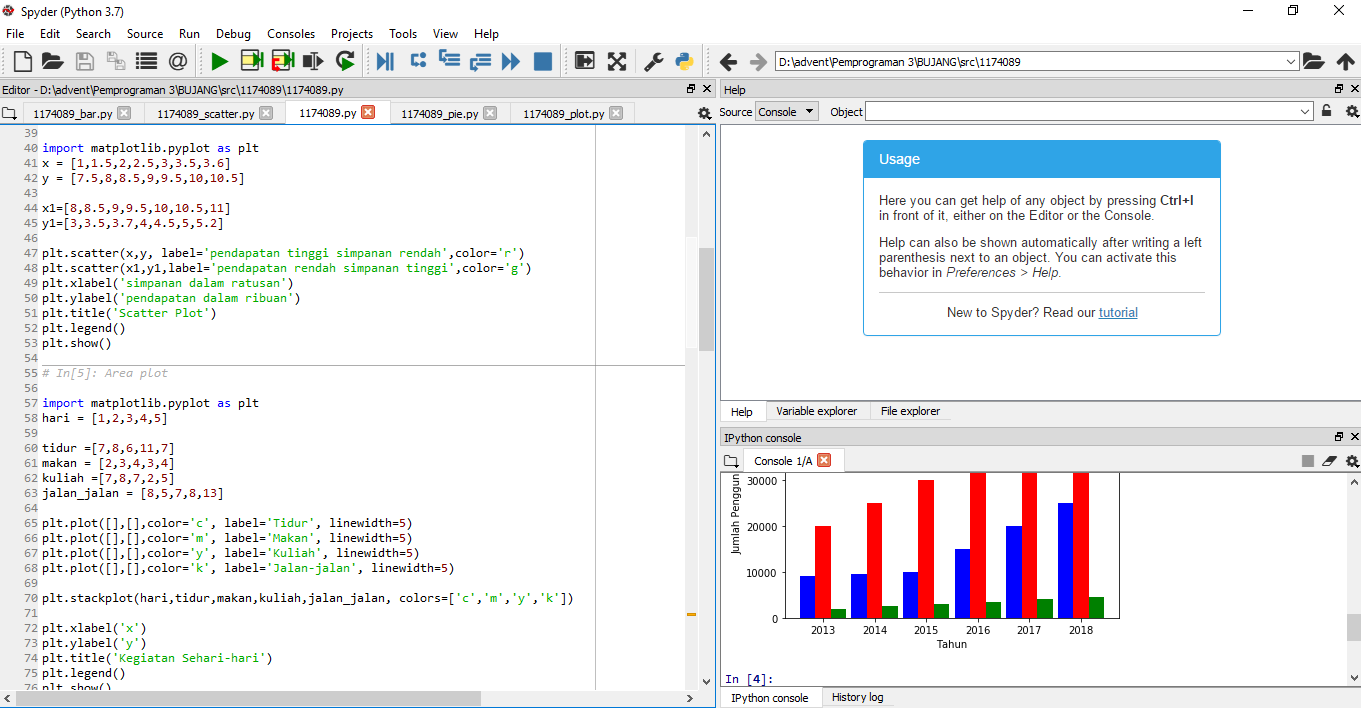 Spyder (Python 3.7)
File Edit Search Source Run Debug Consoles Projects Tools View Help
D:\advent\Pemprograman 3\BUJANG\src\1174089
Editor - D:\advent\Pemprograman 3\BUJANG\src\1174089\1174089.py
1174089_bar.py 1174089_scatter.py 1174089.py 1174089_pie.py 1174089_plot.py
39
40 import matplotlib.pyplot as plt
41 x = [1,1.5,2,2.5,3,3.5,3.6]
42 y = [7.5,8,8.5,9,9.5,10,10.5]
43
44 x1=[8,8.5,9,9.5,10,10.5,11]
45 y1=[3,3.5,3.7,4,4.5,5,5.2]
46
47 plt.scatter(x,y, label='pendapatan tinggi simpanan rendah',color='r')
48 plt.scatter(x1,y1,label='pendapatan rendah simpanan tinggi',color='g')
49 plt.xlabel('simpanan dalam ratusan')
50 plt.ylabel('pendapatan dalam ribuan')
51 plt.title('Scatter Plot')
52 plt.legend()
53 plt.show()
54
55 # In[5]: Area plot
56
57 import matplotlib.pyplot as plt
58 hari = [1,2,3,4,5]
59
60 tidur =[7,8,6,11,7]
61 makan = [2,3,4,3,4]
62 kuliah =[7,8,7,2,5]
63 jalan_jalan = [8,5,7,8,13]
64
65 plt.plot([],[],color='c', label='Tidur', linewidth=5)
66 plt.plot([],[],color='m', label='Makan', linewidth=5)
67 plt.plot([],[],color='y', label='Kuliah', linewidth=5)
68 plt.plot([],[],color='k', label='Jalan-jalan', linewidth=5)
69
70 plt.stackplot(hari,tidur,makan,kuliah,jalan_jalan, colors=['c','m','y','k'])
71
72 plt.xlabel('x')
73 plt.ylabel('y')
74 plt.title('Kegiatan Sehari-hari')
75 plt.legend()
76 plt.show()
Help
Source Console Object
Usage
Here you can get help of any object by pressing Ctrl+I
in front of it, either on the Editor or the Console.
Help can also be shown automatically after writing a left
parenthesis next to an object. You can activate this
behavior in Preferences > Help.
New to Spyder? Read our tutorial
Help Variable explorer File explorer
IPython console
Console 1/A
Jumlah Penggun
30000
20000
10000
0
2013 2014 2015 2016 2017 2018
Tahun
In [4]:
IPython console History log